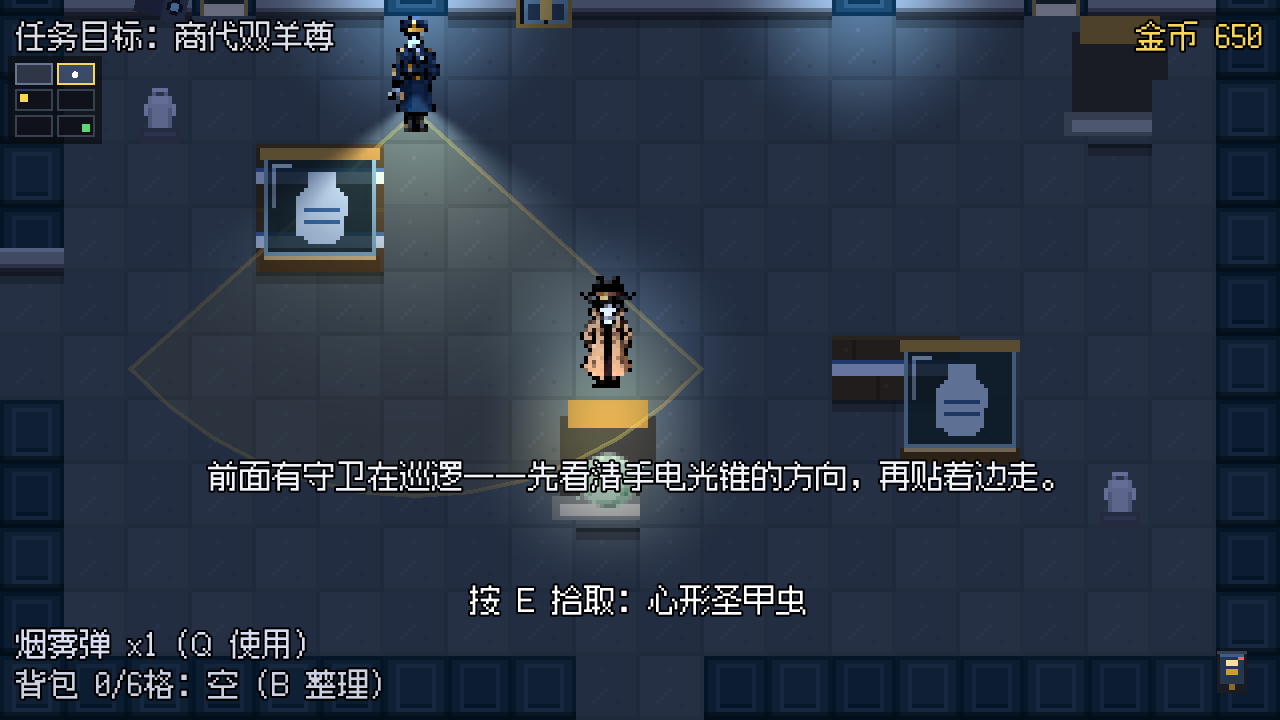 任务目标：商代双羊尊
金币 650
前面有守卫在巡逻——先看清手电光锥的方向，再贴着边走。
按 E 拾取：心形圣甲虫
烟雾弹 x1（Q 使用）
背包 0/6格：空（B 整理）